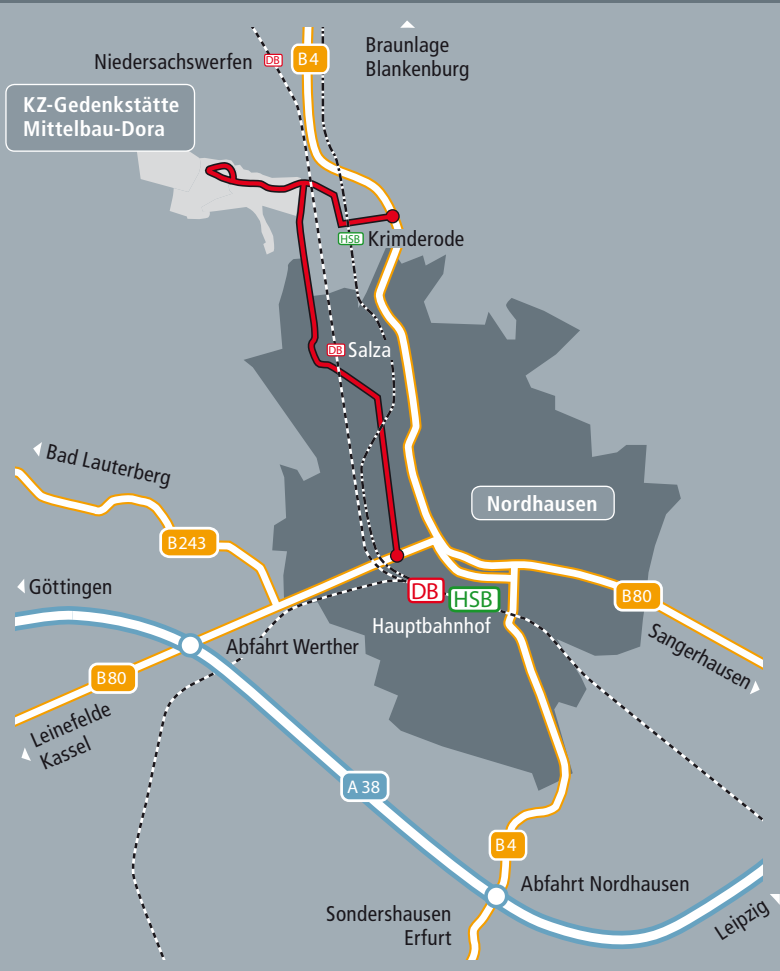 Braunlage
Blankenburg
Niedersachswerfen DB
B4
KZ-Gedenkstätte
Mittelbau-Dora
HSB Krimderode
DB Salza
Bad Lauterberg
Nordhausen
B243
Göttingen
DB
HSB
B80
Hauptbahnhof
Sangerhausen
Abfahrt Werther
B80
Leinefelde
Kassel
A 38
B4
Abfahrt Nordhausen
Sondershausen
Erfurt
Leipzig